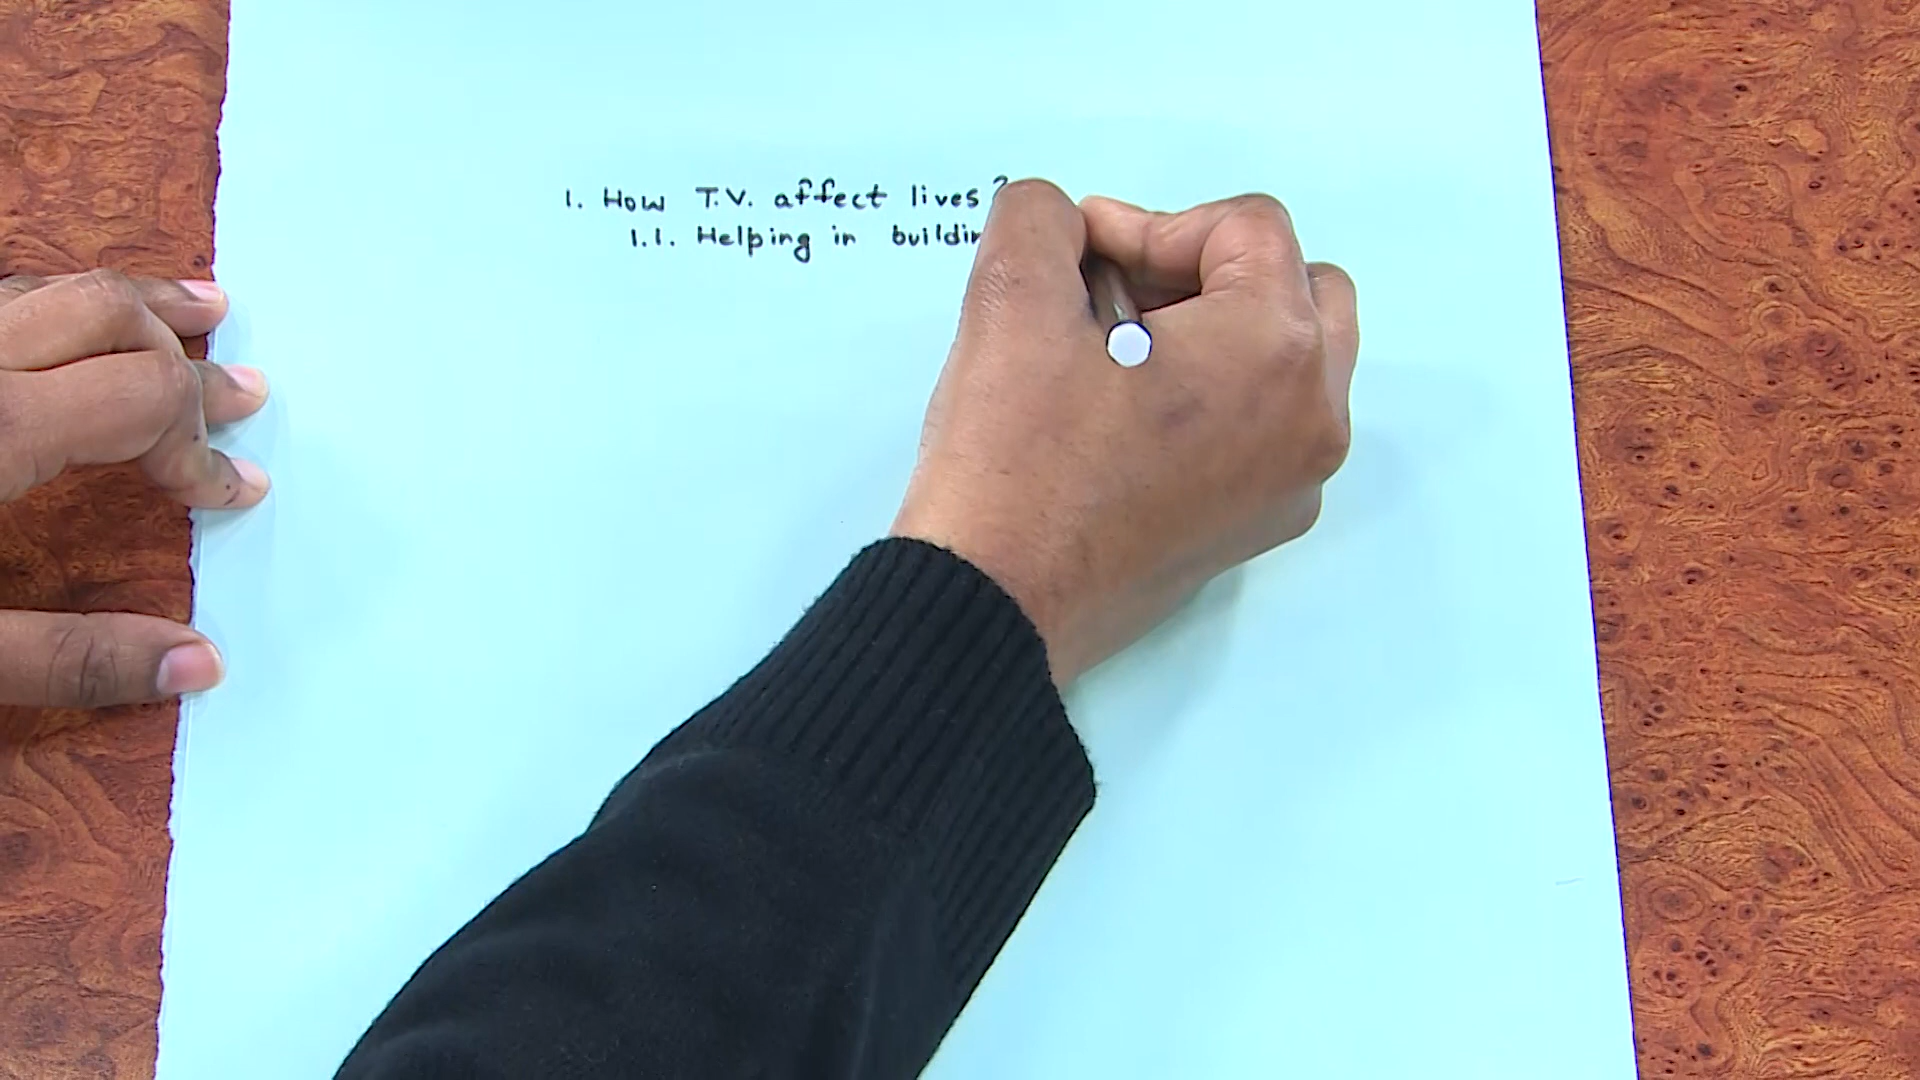 1. How T.V. affect lives?
1.1. Helping in